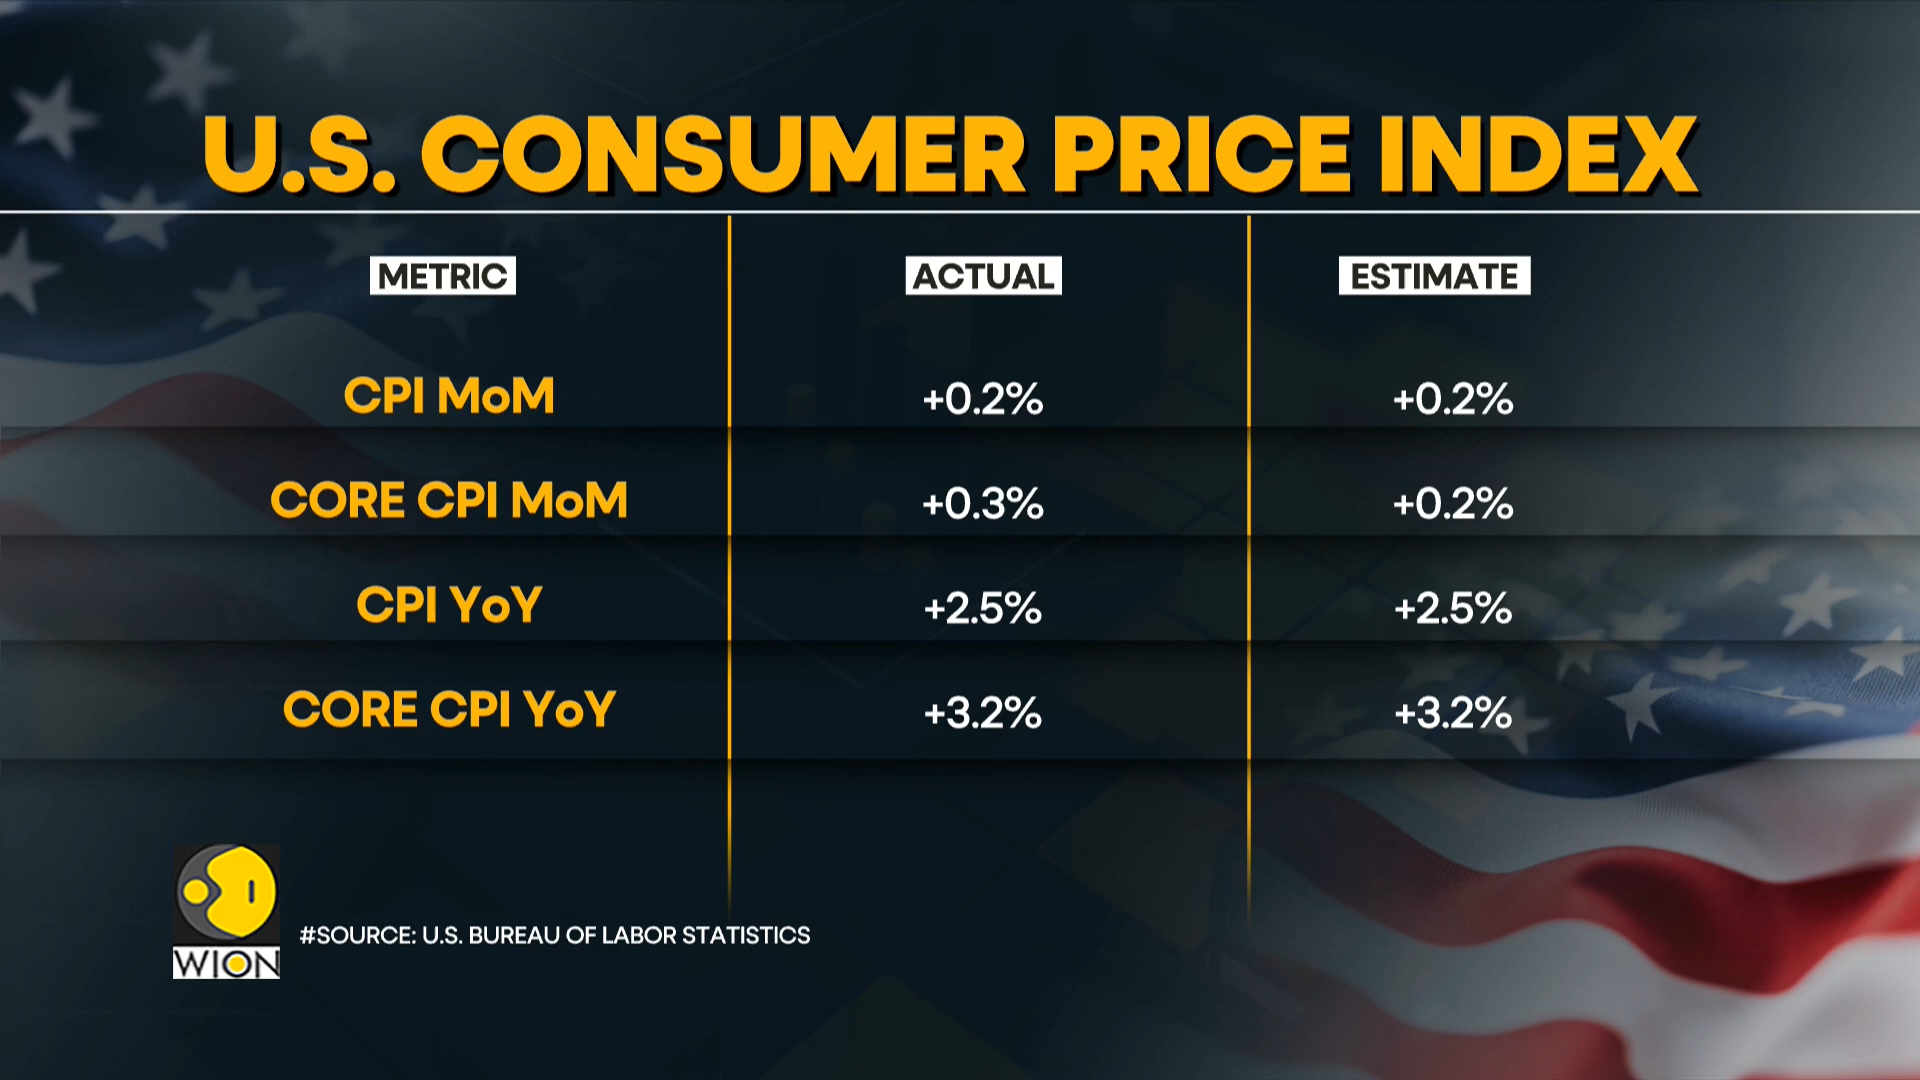 U.S. CONSUMER PRICE INDEX
METRIC ACTUAL ESTIMATE
CPI MoM +0.2% +0.2%
CORE CPI MoM +0.3% +0.2%
CPI YoY +2.5% +2.5%
CORE CPI YoY +3.2% +3.2%
#SOURCE: U.S. BUREAU OF LABOR STATISTICS
WION